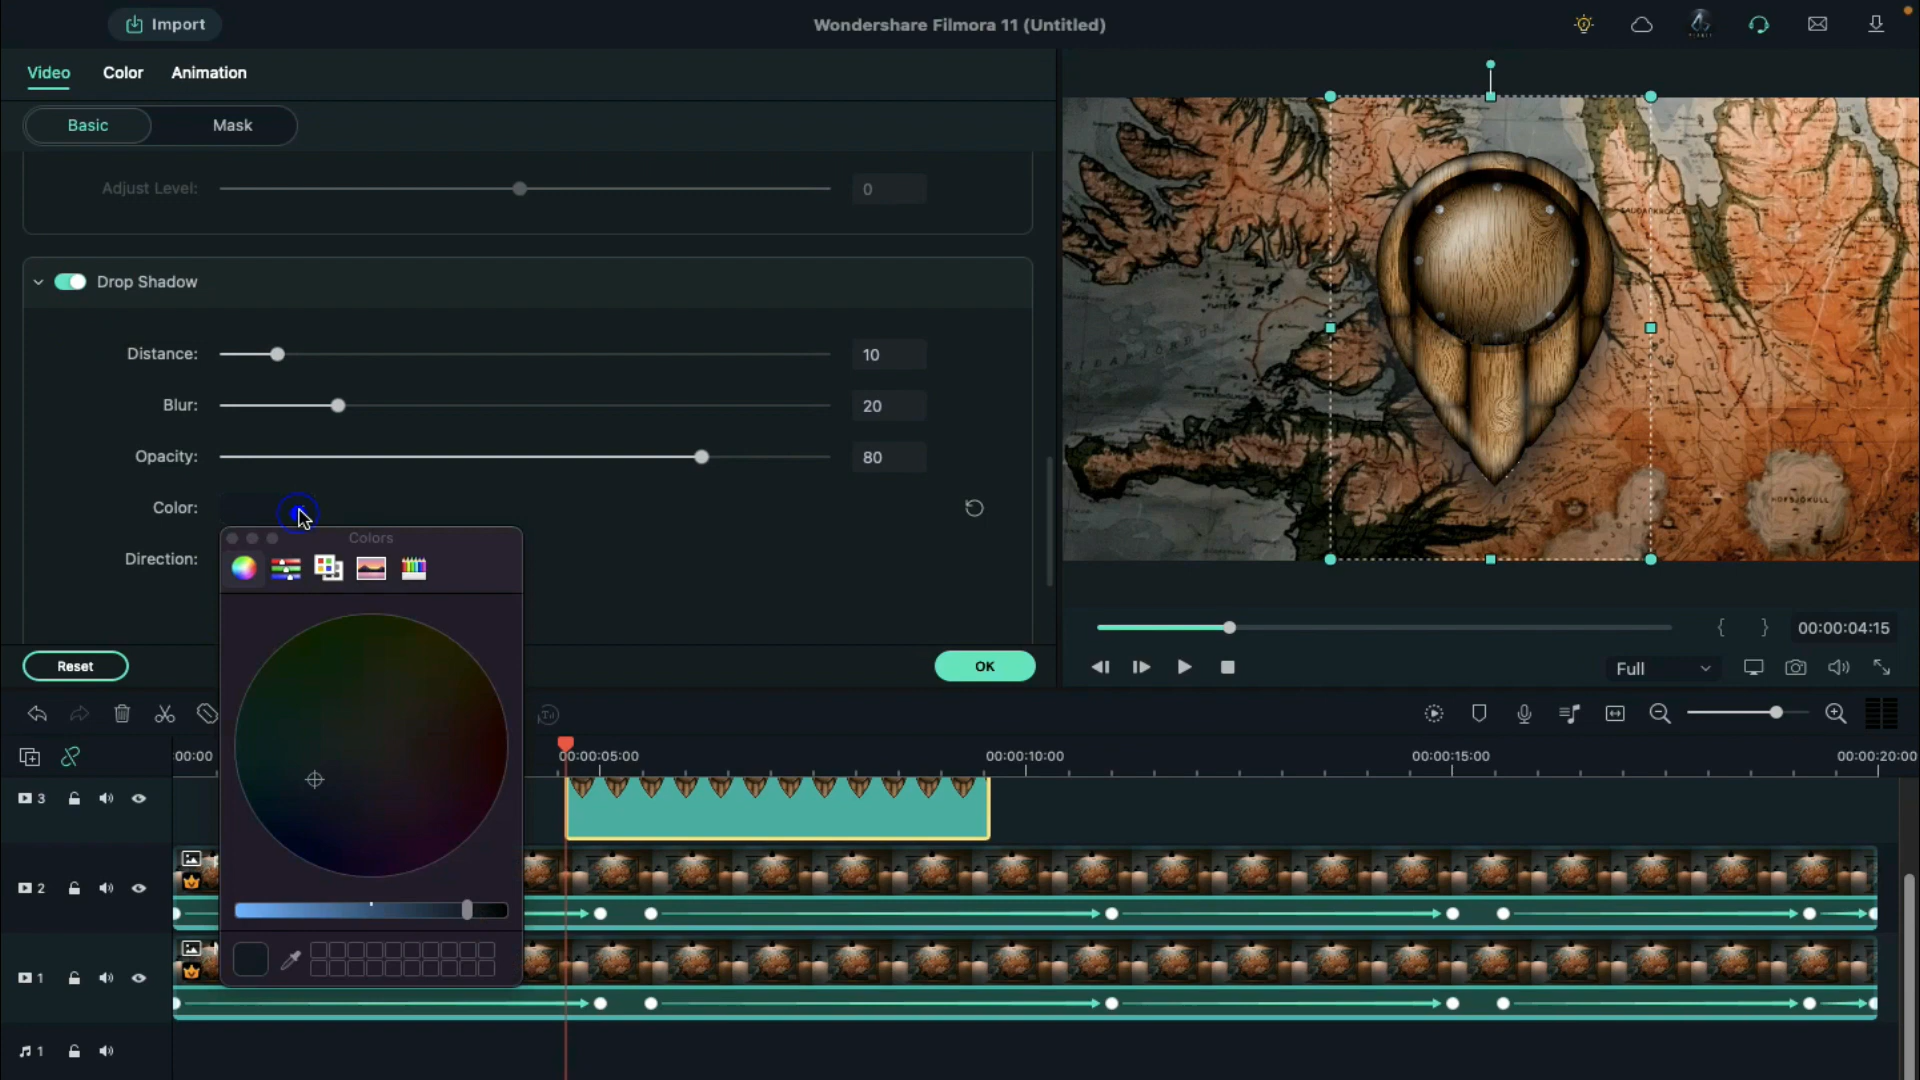 Import
Wondershare Filmora 11 (Untitled)
Video
Color
Animation
Basic
Mask
Adjust Level:
0
Drop Shadow
Distance:
10
Blur:
20
Opacity:
80
Color:
Colors
Direction:
Reset
OK
HOFSJÖKULL
{ }
00:00:04:15
Full
:00:00
00:00:05:00
00:00:10:00
00:00:15:00
00:00:20:00
3
2
1
1